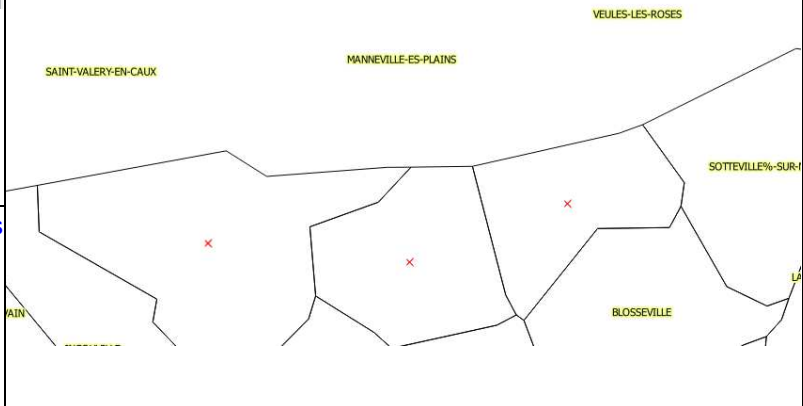 VEULES-LES-ROSES
MANNEVILLE-ES-PLAINS
SAINT-VALERY-EN-CAUX
SOTTEVILLE%-SUR-
BLOSSEVILLE